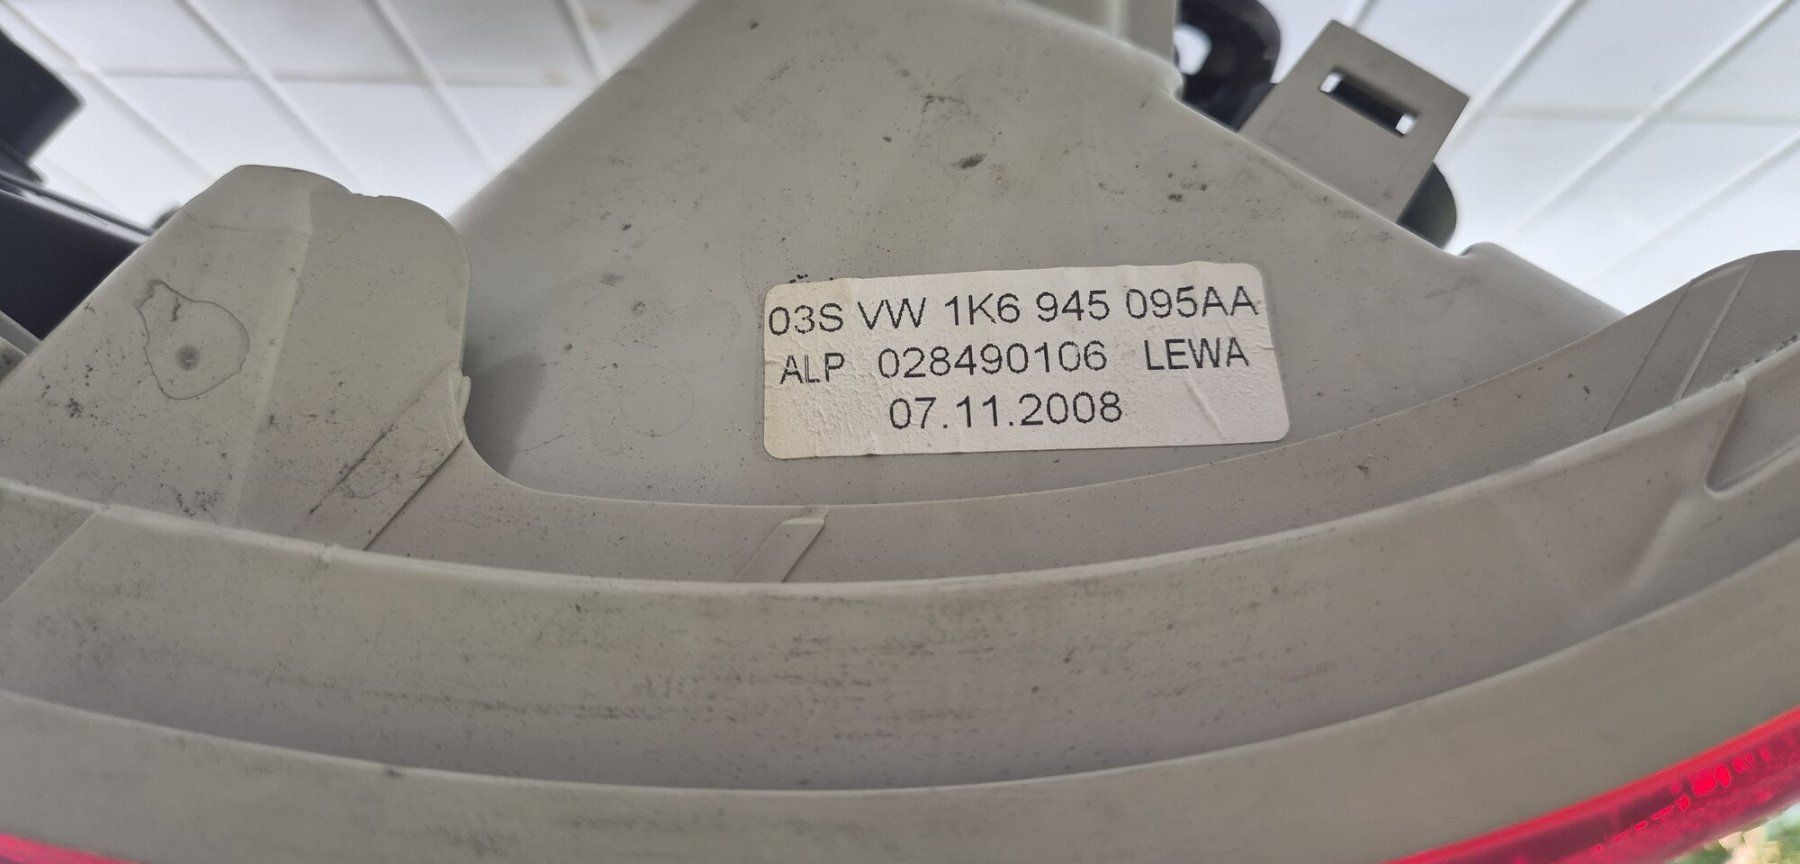 03S VW 1K6 945 095AA
ALP 028490106 LEWA
07.11.2008